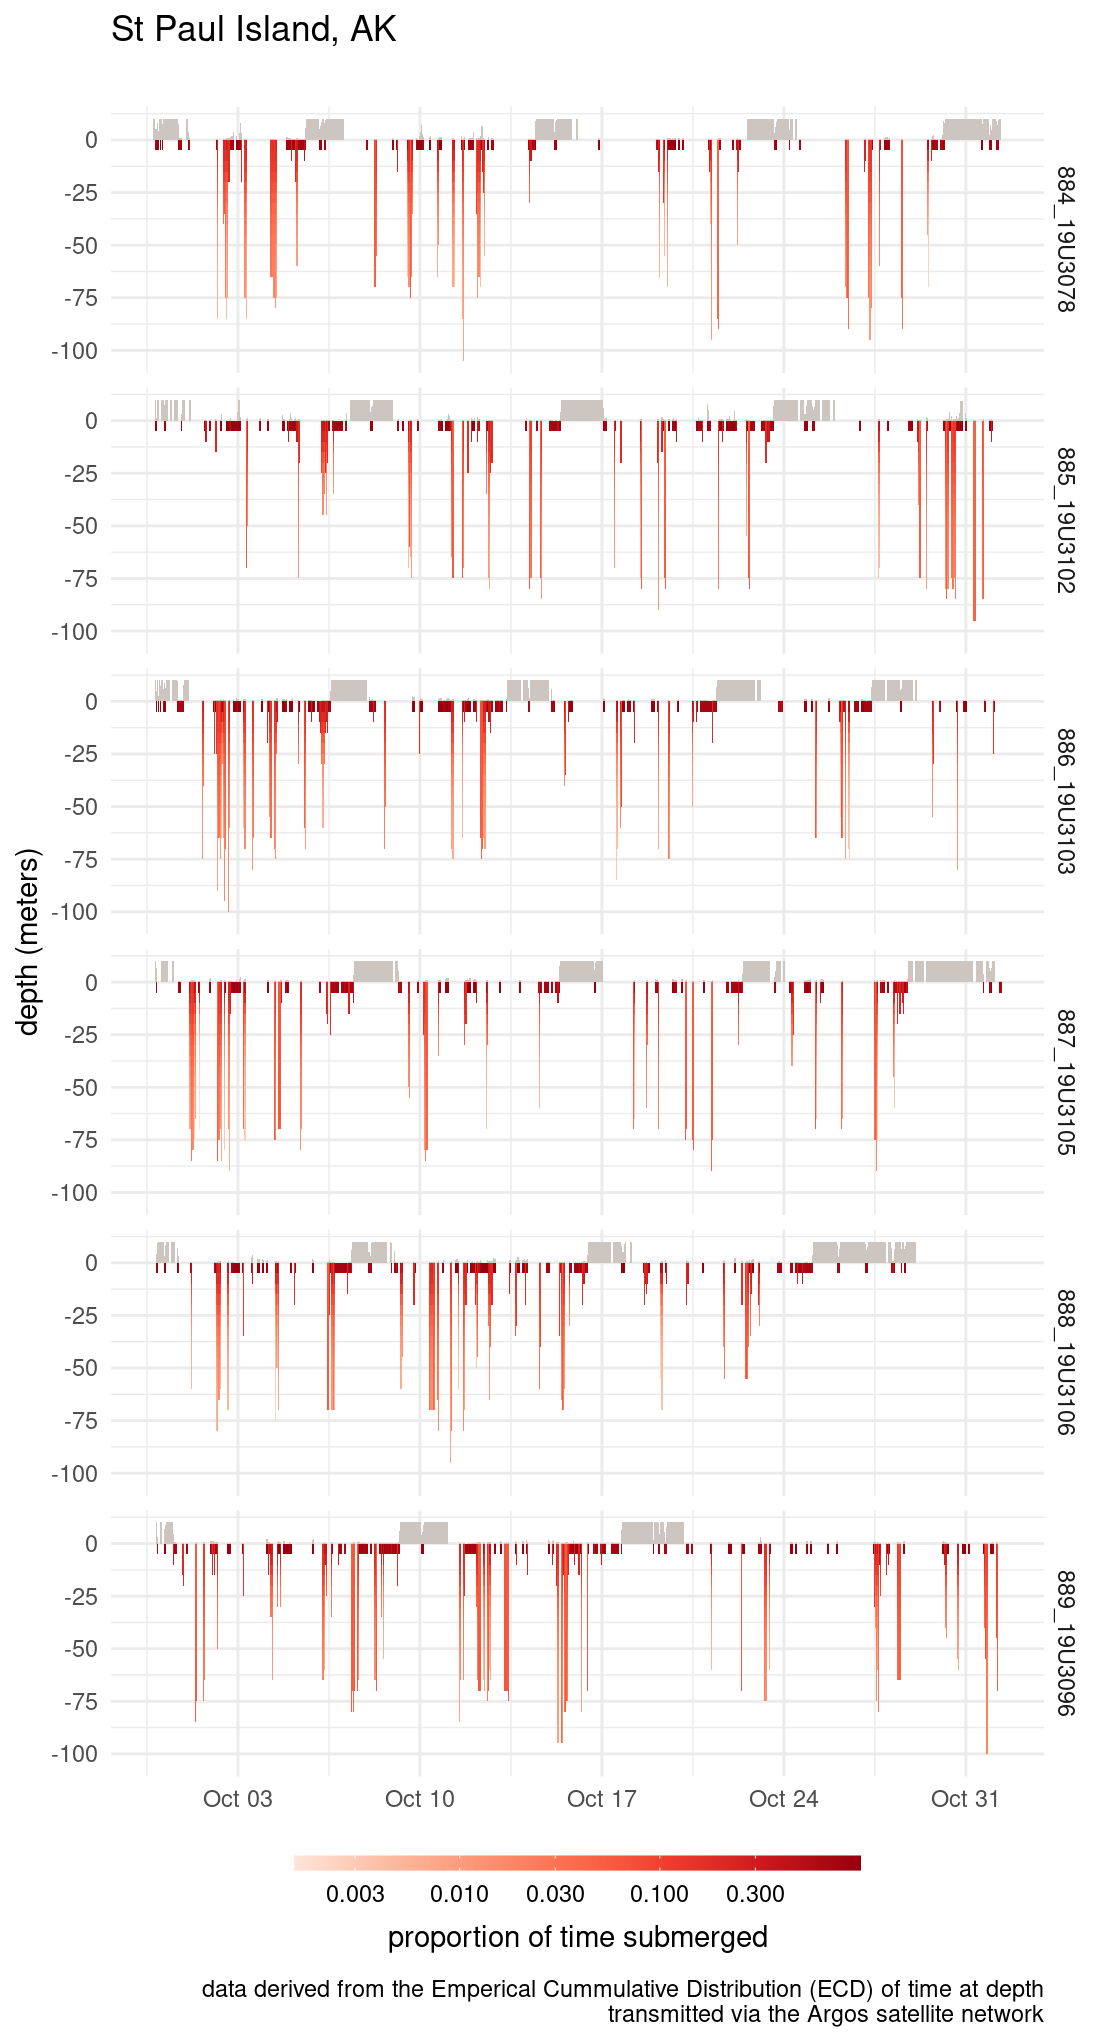 St Paul Island, AK
0
-25
-50
-75
-100
884_19U3078
0
-25
-50
-75
-100
885_19U3102
0
-25
-50
-75
-100
886_19U3103
depth (meters)
0
-25
-50
-75
-100
887_19U3105
0
-25
-50
-75
-100
888_19U3106
0
-25
-50
-75
-100
889_19U3096
Oct 03 Oct 10 Oct 17 Oct 24 Oct 31
0.003 0.010 0.030 0.100 0.300
proportion of time submerged
data derived from the Emperical Cummulative Distribution (ECD) of time at depth
transmitted via the Argos satellite network